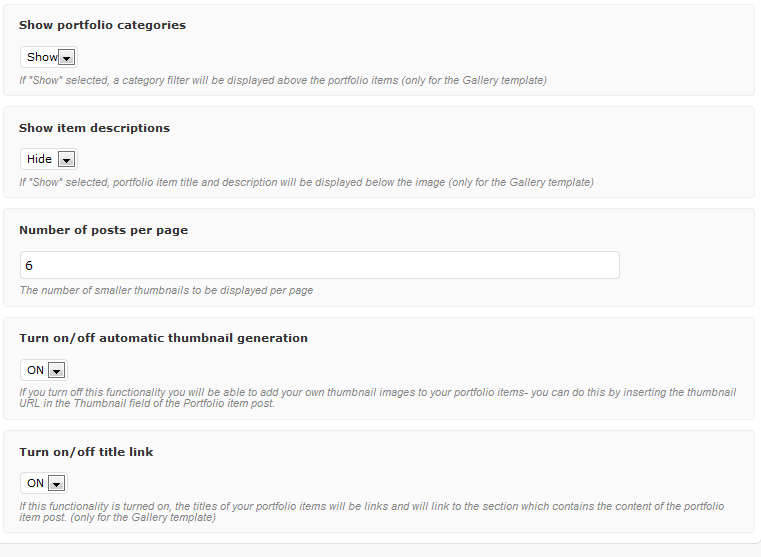 Show portfolio categories
Show
If "Show" selected, a category filter will be displayed above the portfolio items (only for the Gallery template)
Show item descriptions
Hide
If "Show" selected, portfolio item title and description will be displayed below the image (only for the Gallery template)
Number of posts per page
6
The number of smaller thumbnails to be displayed per page
Turn on/off automatic thumbnail generation
ON
If you turn off this functionality you will be able to add your own thumbnail images to your portfolio items- you can do this by inserting the thumbnail
URL in the Thumbnail field of the Portfolio item post.
Turn on/off title link
ON
If this functionality is turned on, the titles of your portfolio items will be links and will link to the section which contains the content of the portfolio
item post. (only for the Gallery template)